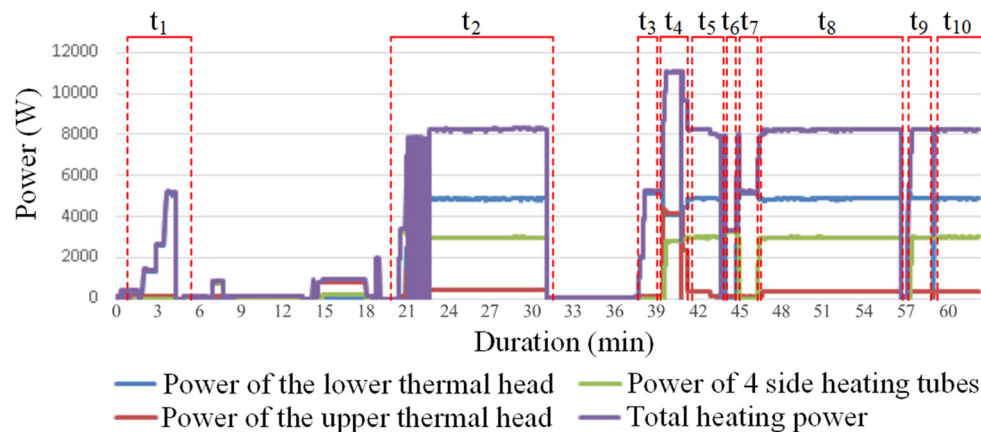 t1 t2 t3 t4 t5 t6 t7 t8 t9 t10
12000
10000
8000
6000
4000
2000
0
Power (W)
0 3 6 9 12 15 18 21 24 27 30 33 36 39 42 45 48 51 54 57 60
Duration (min)
Power of the lower thermal head Power of 4 side heating tubes
Power of the upper thermal head Total heating power